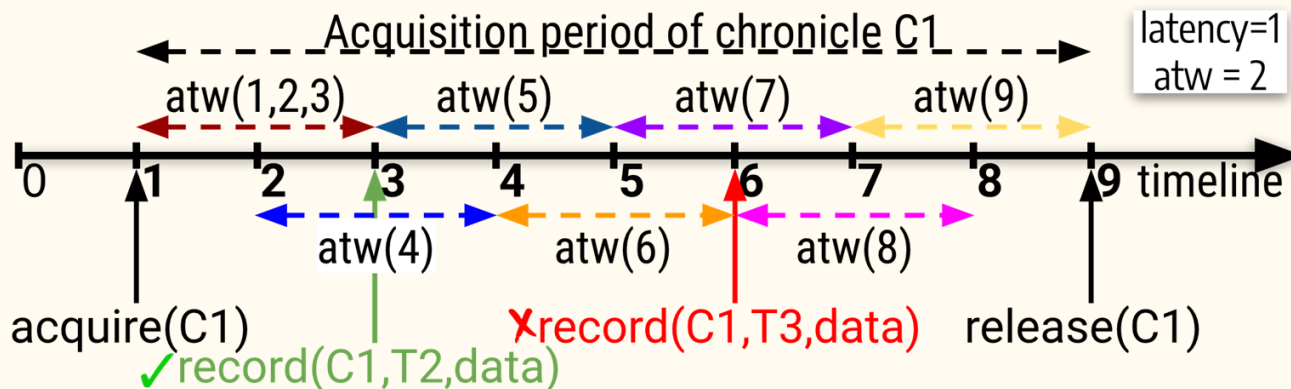 Acquisition period of chronicle C1
latency=1
atw = 2
atw(1,2,3) atw(5) atw(7) atw(9)
0 1 2 3 4 5 6 7 8 9 timeline
atw(4) atw(6) atw(8)
acquire(C1) ✗record(C1,T3,data) release(C1)
✓record(C1,T2,data)